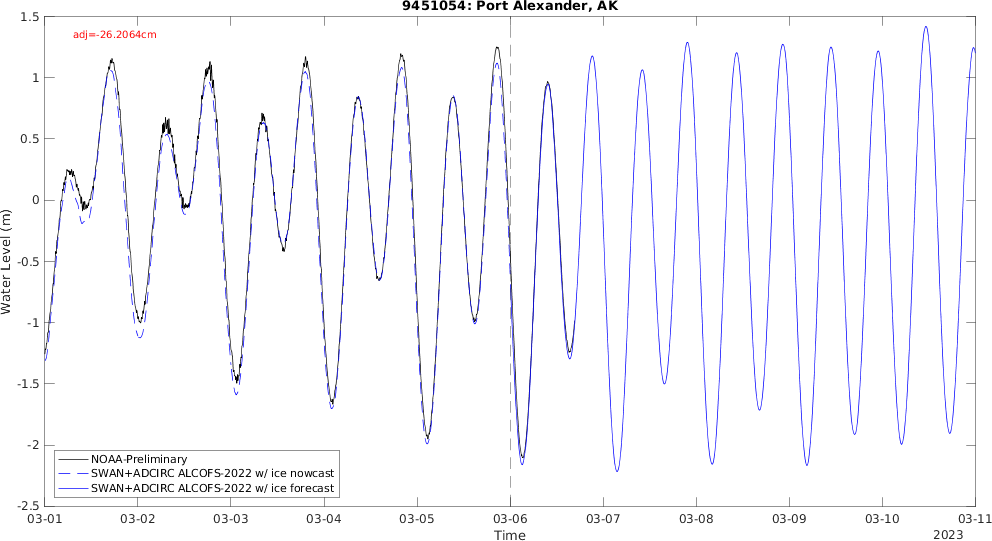 9451054: Port Alexander, AK
adj=-26.2064cm
1.5
1
0.5
0
-0.5
-1
-1.5
-2
-2.5
Water Level (m)
NOAA-Preliminary
SWAN+ADCIRC ALCOFS-2022 w/ ice nowcast
SWAN+ADCIRC ALCOFS-2022 w/ ice forecast
03-01 03-02 03-03 03-04 03-05 03-06 03-07 03-08 03-09 03-10 03-11
Time
2023